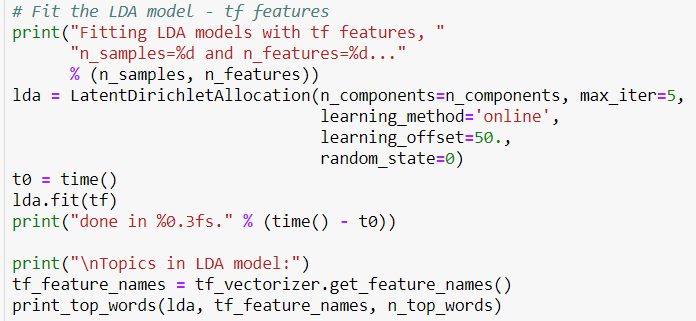 # Fit the LDA model - tf features
print("Fitting LDA models with tf features, "
      "n_samples=%d and n_features=%d..."
      % (n_samples, n_features))
lda = LatentDirichletAllocation(n_components=n_components, max_iter=5,
                                learning_method='online',
                                learning_offset=50.,
                                random_state=0)
t0 = time()
lda.fit(tf)
print("done in %0.3fs." % (time() - t0))

print("\nTopics in LDA model:")
tf_feature_names = tf_vectorizer.get_feature_names()
print_top_words(lda, tf_feature_names, n_top_words)